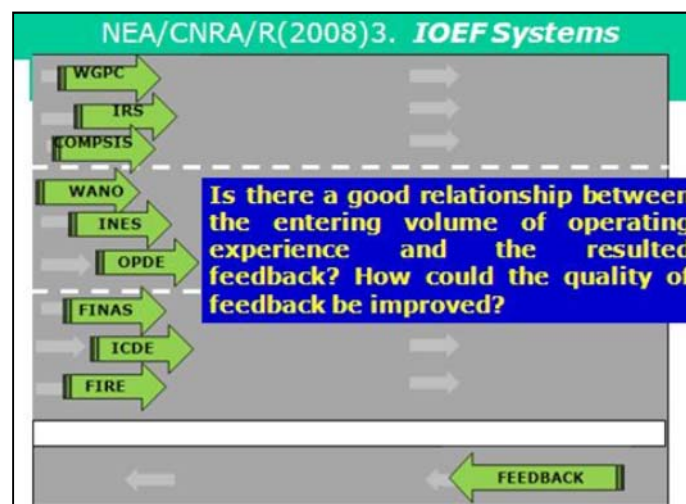 NEA/CNRA/R(2008)3. IOEF Systems
WGPC
IRS
COMPSIS
WANO
INES
OPDE
Is there a good relationship between
the entering volume of operating
experience and the resulted
feedback? How could the quality of
feedback be improved?
FINAS
ICDE
FIRE
FEEDBACK